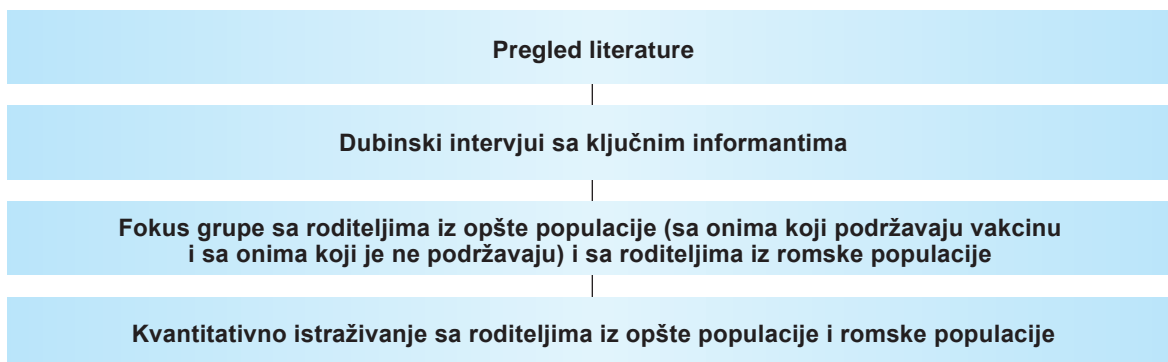 Pregled literature
Dubinski intervjui sa ključnim informantima
Fokus grupe sa roditeljima iz opšte populacije (sa onima koji podržavaju vakcinu
i sa onima koji je ne podržavaju) i sa roditeljima iz romske populacije
Kvantitativno istraživanje sa roditeljima iz opšte populacije i romske populacije